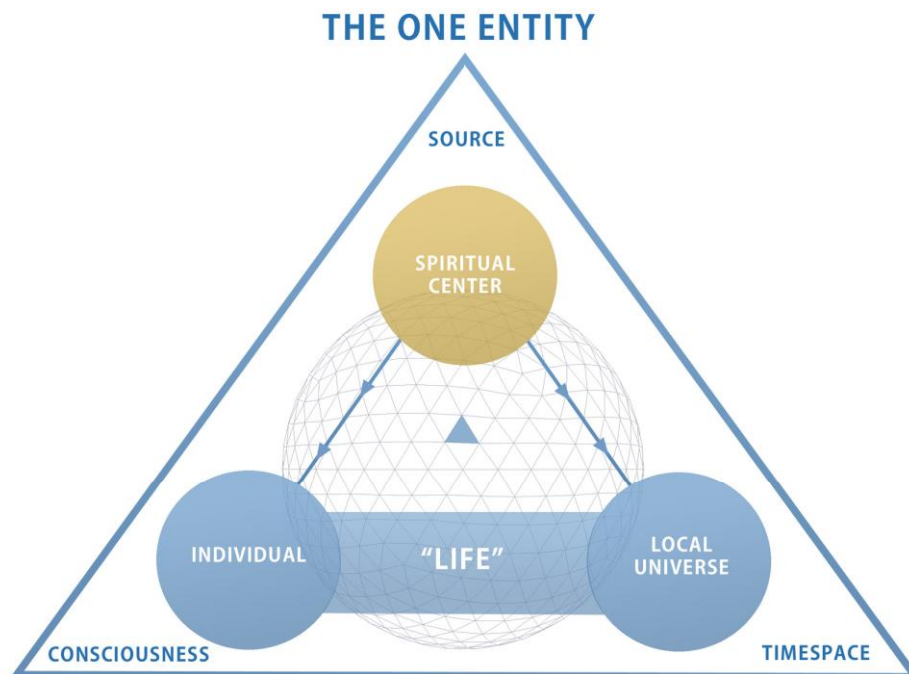 THE ONE ENTITY
SOURCE
SPIRITUAL
CENTER
INDIVIDUAL
“LIFE”
LOCAL
UNIVERSE
CONSCIOUSNESS
TIMESPACE